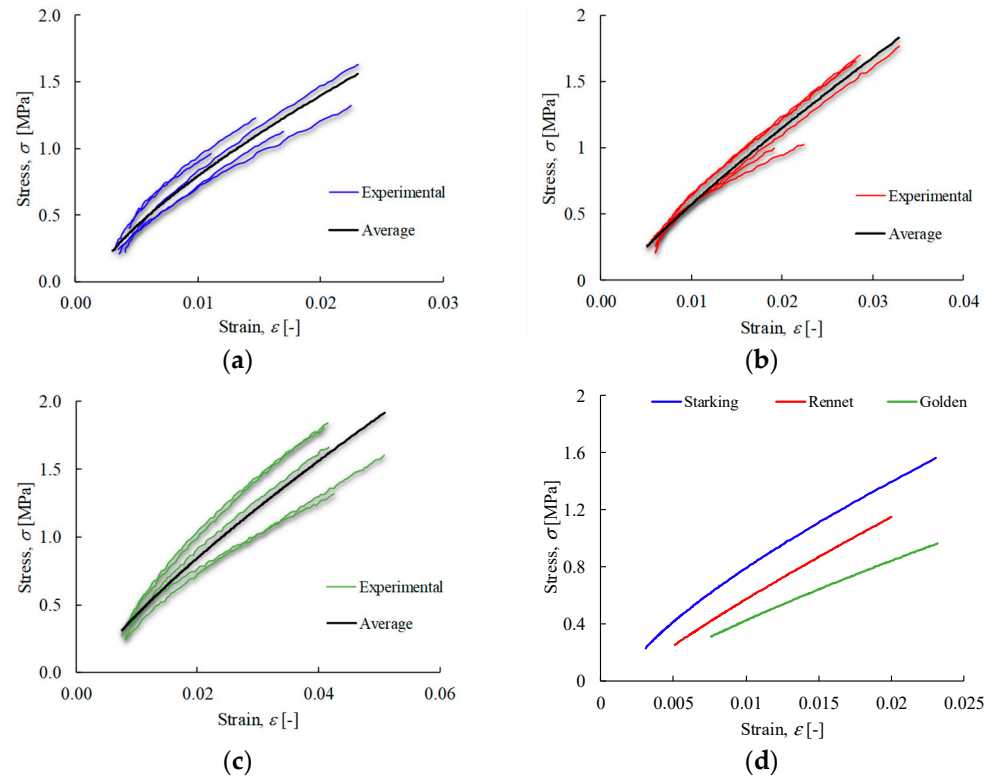 2.0
1.5
1.0
0.5
0.0
Stress, σ [MPa]
Experimental
Average
0.00 0.01 0.02 0.03
Strain, ε [-]
(a)
2
1.5
1
0.5
0
Stress, σ [MPa]
Experimental
Average
0.00 0.01 0.02 0.03 0.04
Strain, ε [-]
(b)
2.0
1.5
1.0
0.5
0.0
Stress, σ [MPa]
Experimental
Average
0.00 0.02 0.04 0.06
Strain, ε [-]
(c)
Starking Rennet Golden
2
1.6
1.2
0.8
0.4
0
Stress, σ [MPa]
0 0.005 0.01 0.015 0.02 0.025
Strain, ε [-]
(d)